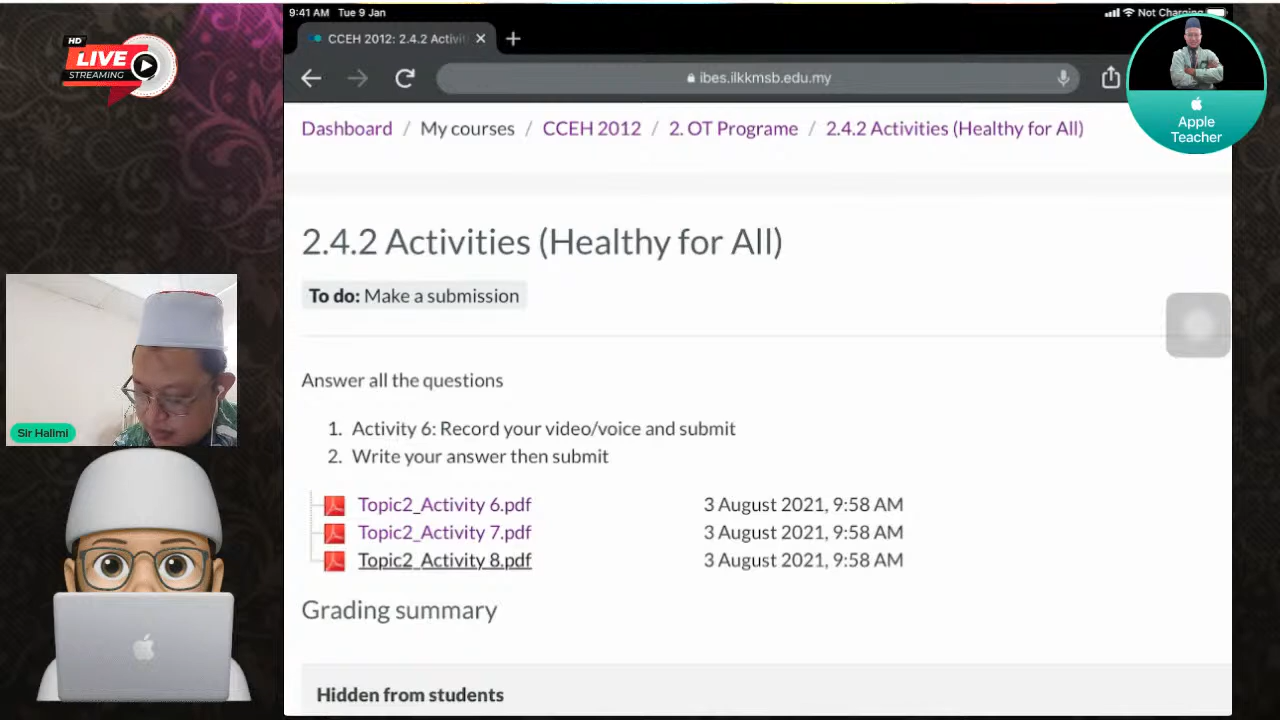 9:41 AM Tue 9 Jan
Not Charging
CCEH 2012: 2.4.2 Activit
ibes.ilkkmsb.edu.my
HD
LIVE
STREAMING
Apple
Teacher
Dashboard / My courses / CCEH 2012 / 2. OT Programe / 2.4.2 Activities (Healthy for All)
2.4.2 Activities (Healthy for All)
To do: Make a submission
Answer all the questions
1. Activity 6: Record your video/voice and submit
2. Write your answer then submit
Topic2_Activity 6.pdf 3 August 2021, 9:58 AM
Topic2_Activity 7.pdf 3 August 2021, 9:58 AM
Topic2_Activity 8.pdf 3 August 2021, 9:58 AM
Grading summary
Hidden from students
Sir Halimi